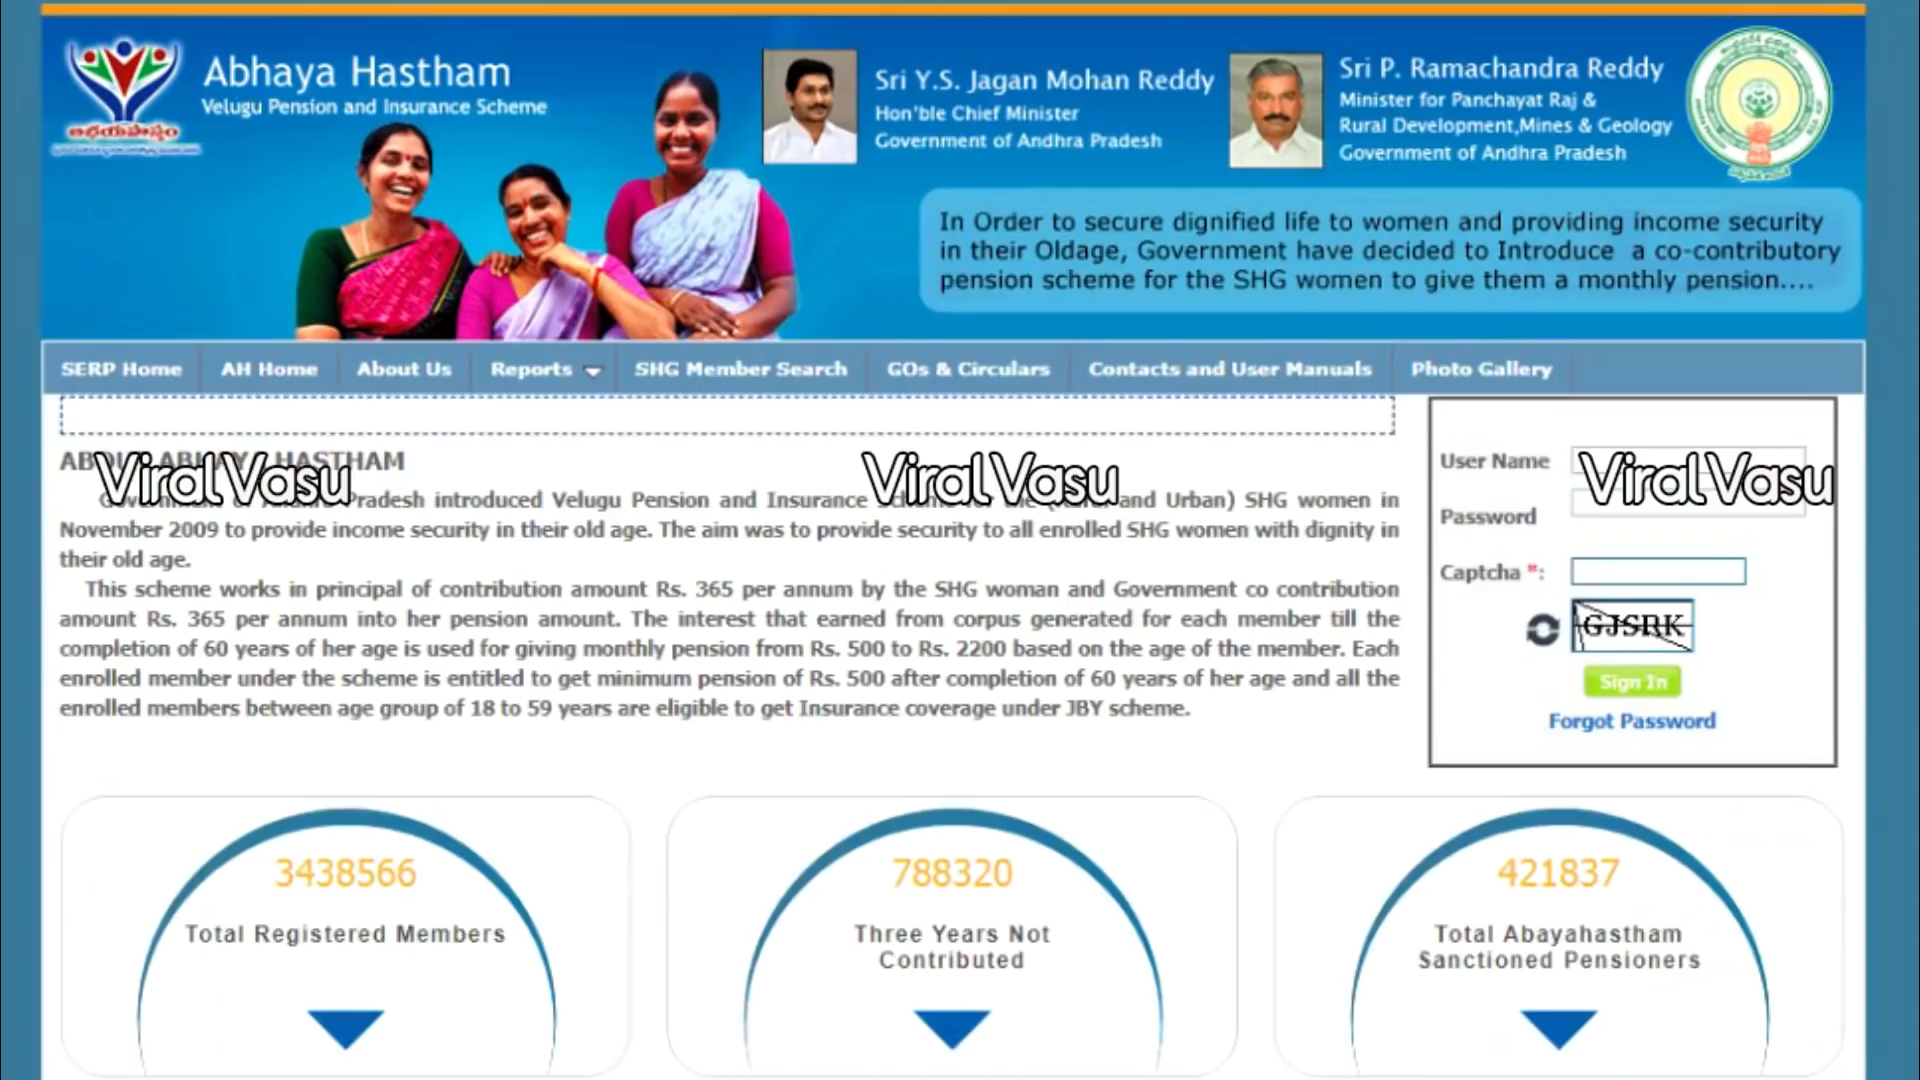 Abhaya Hastham
Velugu Pension and Insurance Scheme
అభయహస్తం
Sri Y.S. Jagan Mohan Reddy
Hon'ble Chief Minister
Government of Andhra Pradesh
Sri P. Ramachandra Reddy
Minister for Panchayat Raj &
Rural Development,Mines & Geology
Government of Andhra Pradesh
In Order to secure dignified life to women and providing income security
in their Oldage, Government have decided to Introduce a co-contributory
pension scheme for the SHG women to give them a monthly pension....
SERP Home AH Home About Us Reports SHG Member Search GOs & Circulars Contacts and User Manuals Photo Gallery
ABOUT ABHAYA HASTHAM
Viral Vasu Viral Vasu Viral Vasu
Pradesh introduced Velugu Pension and Insurance and Urban) SHG women in
November 2009 to provide income security in their old age. The aim was to provide security to all enrolled SHG women with dignity in
their old age.
This scheme works in principal of contribution amount Rs. 365 per annum by the SHG woman and Government co contribution
amount Rs. 365 per annum into her pension amount. The interest that earned from corpus generated for each member till the
completion of 60 years of her age is used for giving monthly pension from Rs. 500 to Rs. 2200 based on the age of the member. Each
enrolled member under the scheme is entitled to get minimum pension of Rs. 500 after completion of 60 years of her age and all the
enrolled members between age group of 18 to 59 years are eligible to get Insurance coverage under JBY scheme.
User Name
Password
Captcha *:
GJSRK
Sign In
Forgot Password
3438566
Total Registered Members
788320
Three Years Not
Contributed
421837
Total Abayahastham
Sanctioned Pensioners